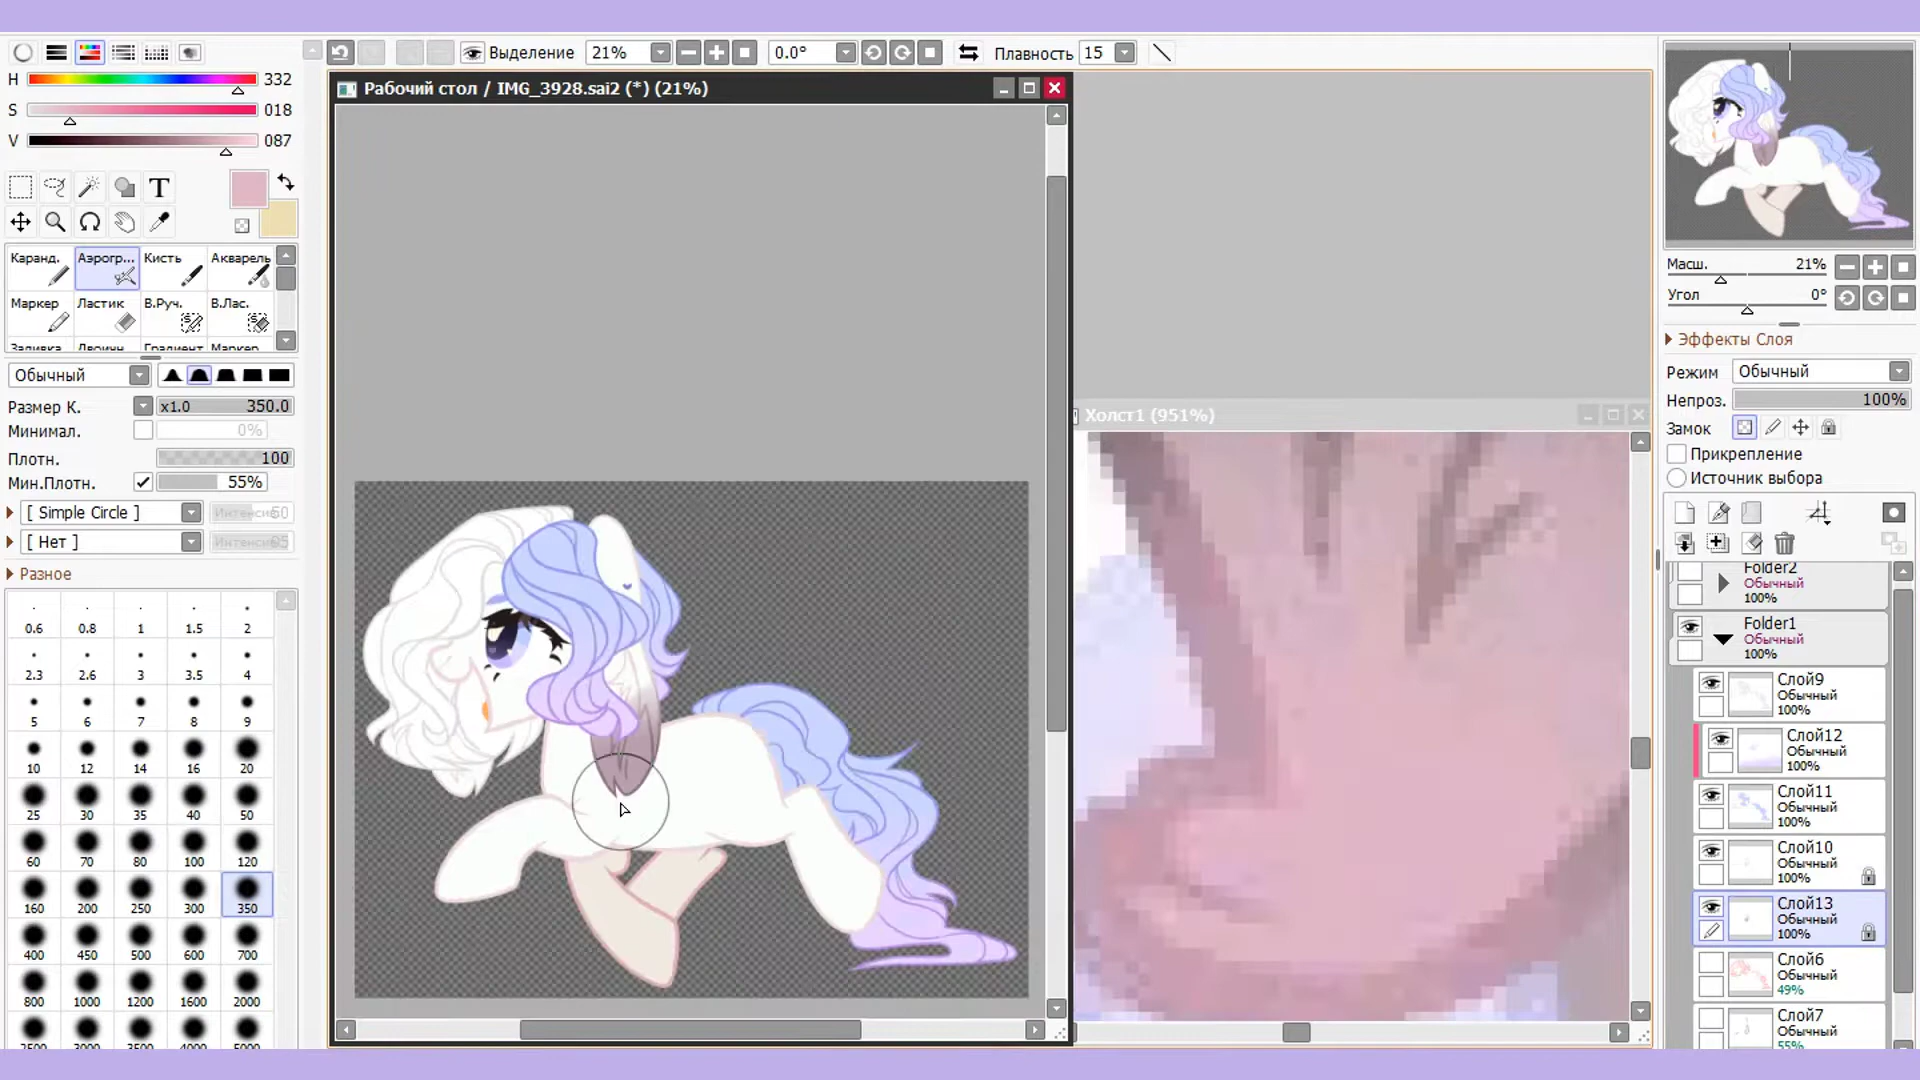 Выделение
21%
0.0°
Плавность 15
H 332
S 018
V 087
T
Каранд.
Аэрогр...
Кисть
Акварель
Маркер
Ластик
В.Руч.
В.Лас.
Заливка
Двоичн.
Градиент
Маркер
Обычный
Размер К. x1.0 350.0
Минимал. 0%
Плотн. 100
Мин.Плотн. 55%
[ Simple Circle ]
[ Нет ]
Разное
0.6 0.8 1 1.5 2
2.3 2.6 3 3.5 4
5 6 7 8 9
10 12 14 16 20
25 30 35 40 50
60 70 80 100 120
160 200 250 300 350
400 450 500 600 700
800 1000 1200 1600 2000
Рабочий стол / IMG_3928.sai2 (*) (21%)
Холст1 (951%)
Масш. 21%
Угол 0°
Эффекты Слоя
Режим Обычный
Непроз. 100%
Замок
Прикрепление
Источник выбора
Folder2
Обычный
100%
Folder1
Обычный
100%
Слой9
Обычный
100%
Слой12
Обычный
100%
Слой11
Обычный
100%
Слой10
Обычный
100%
Слой13
Обычный
100%
Слой6
Обычный
49%
Слой7
Обычный
55%